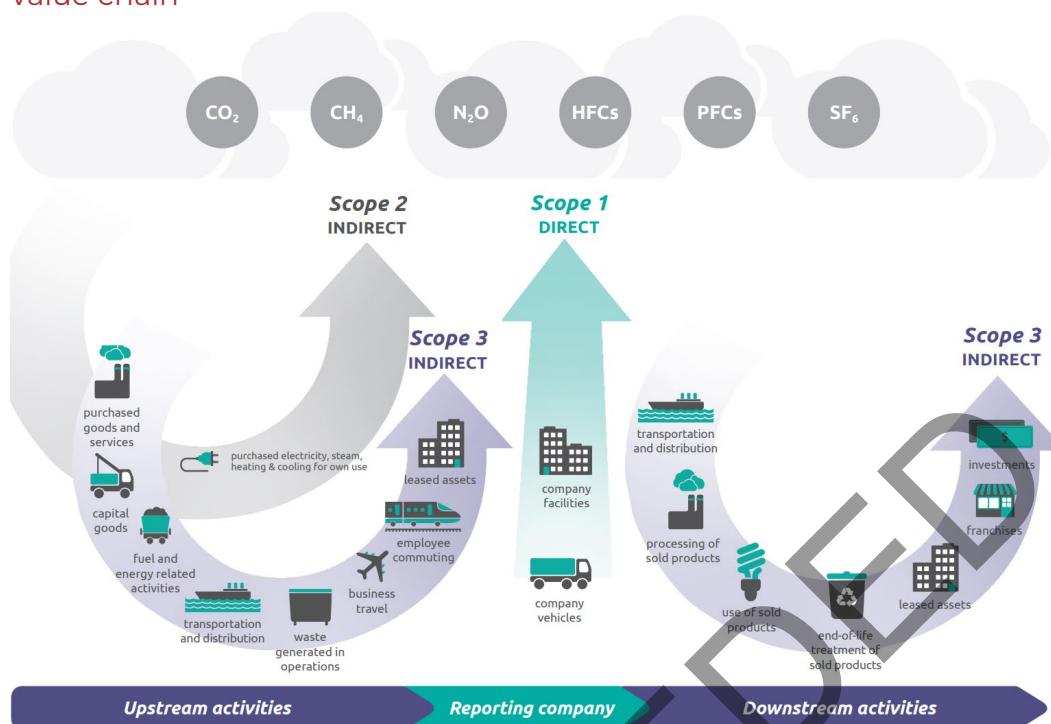 value chain
CO₂
CH₄
N₂O
HFCs
PFCs
SF₆
Scope 2
INDIRECT
Scope 1
DIRECT
Scope 3
INDIRECT
Scope 3
INDIRECT
purchased
goods and
services
capital
goods
fuel and
energy related
activities
purchased electricity, steam,
heating & cooling for own use
transportation
and distribution
waste
generated in
operations
business
travel
employee
commuting
leased assets
company
facilities
company
vehicles
transportation
and distribution
processing of
sold products
use of sold
products
end-of-life
treatment of
sold products
leased assets
franchises
investments
$
Upstream activities
Reporting company
Downstream activities
DED